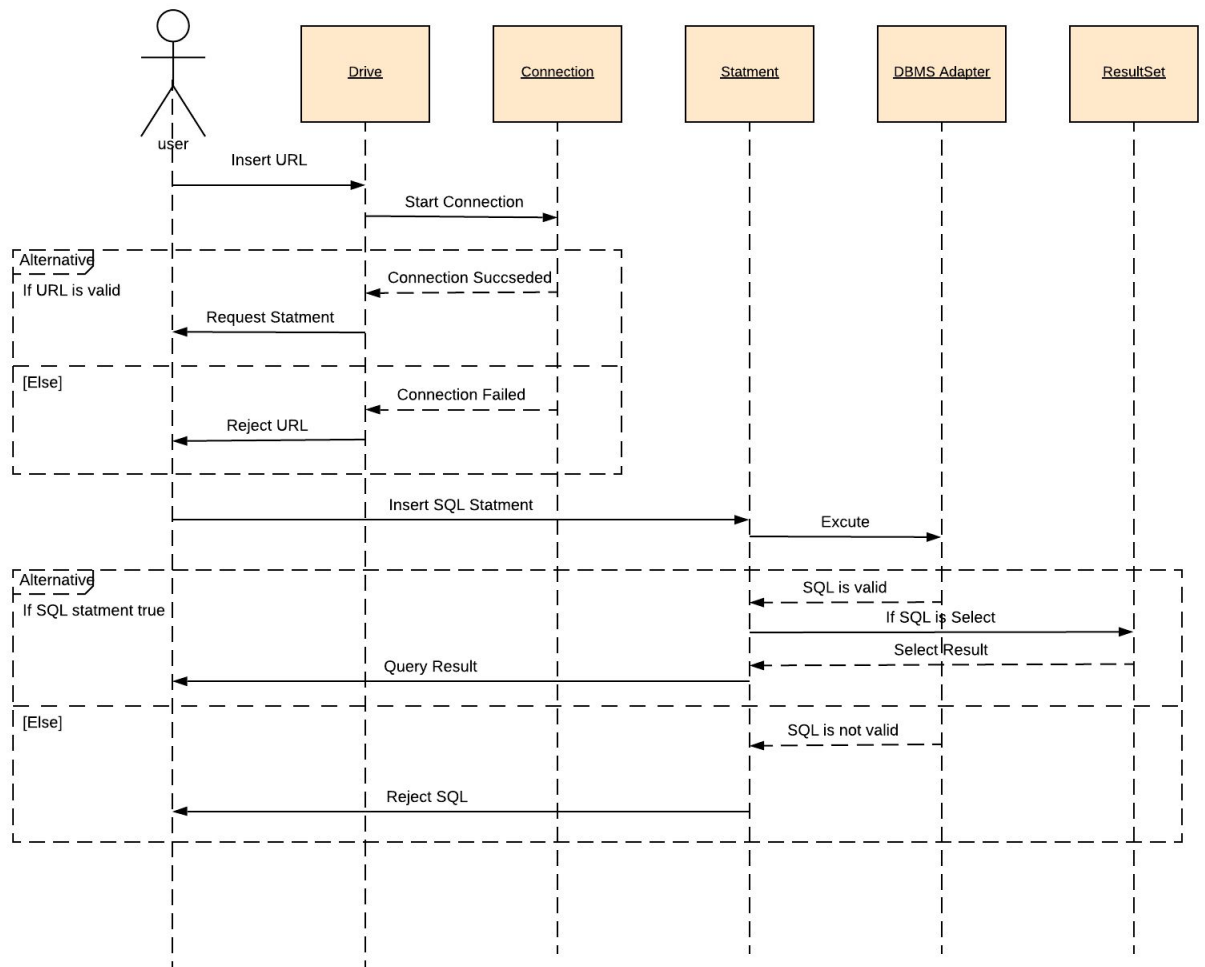 Drive
Connection
Statment
DBMS Adapter
ResultSet
user
Insert URL
Start Connection
Alternative
Connection Succseded
If URL is valid
Request Statment
[Else]
Connection Failed
Reject URL
Insert SQL Statment
Excute
Alternative
SQL is valid
If SQL statment true
If SQL is Select
Select Result
Query Result
[Else]
SQL is not valid
Reject SQL